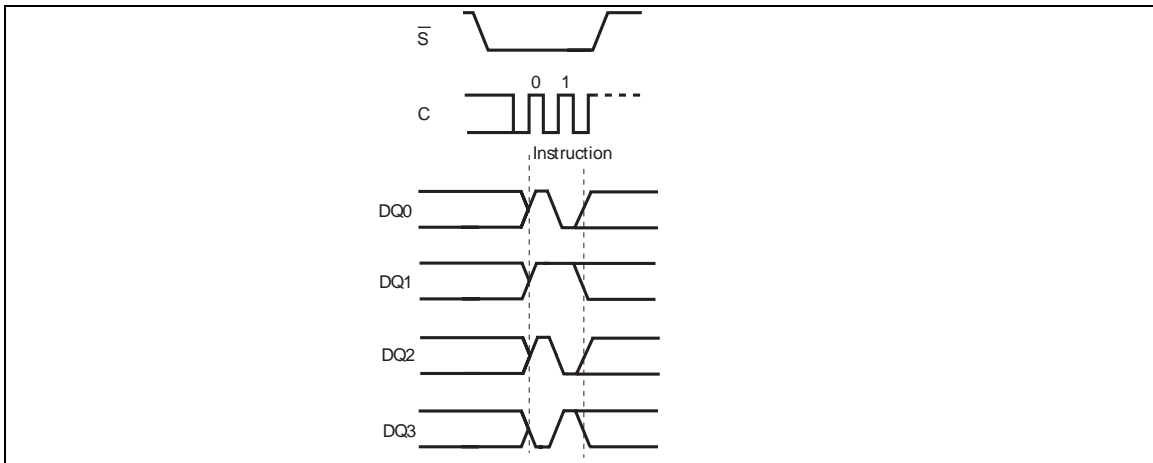 S
0 1
C
Instruction
DQ0
DQ1
DQ2
DQ3